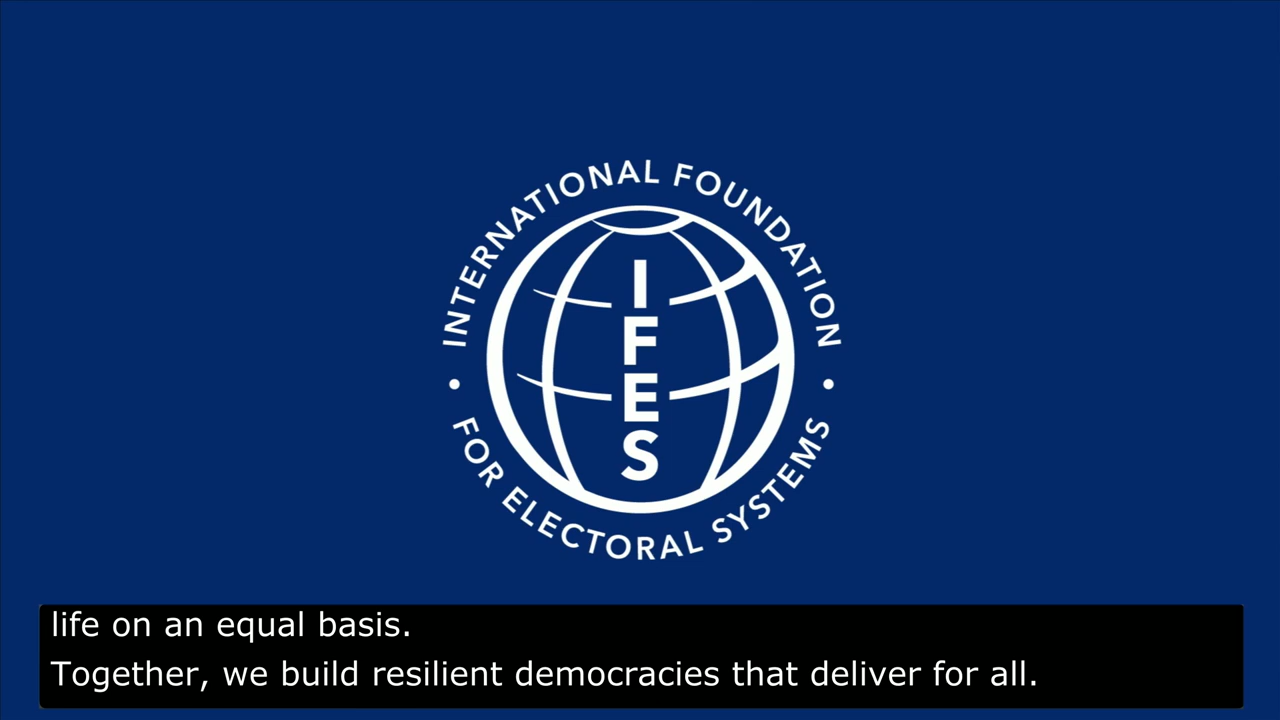 INTERNATIONAL FOUNDATION
I
F
E
S
• FOR ELECTORAL SYSTEMS •
life on an equal basis.
Together, we build resilient democracies that deliver for all.